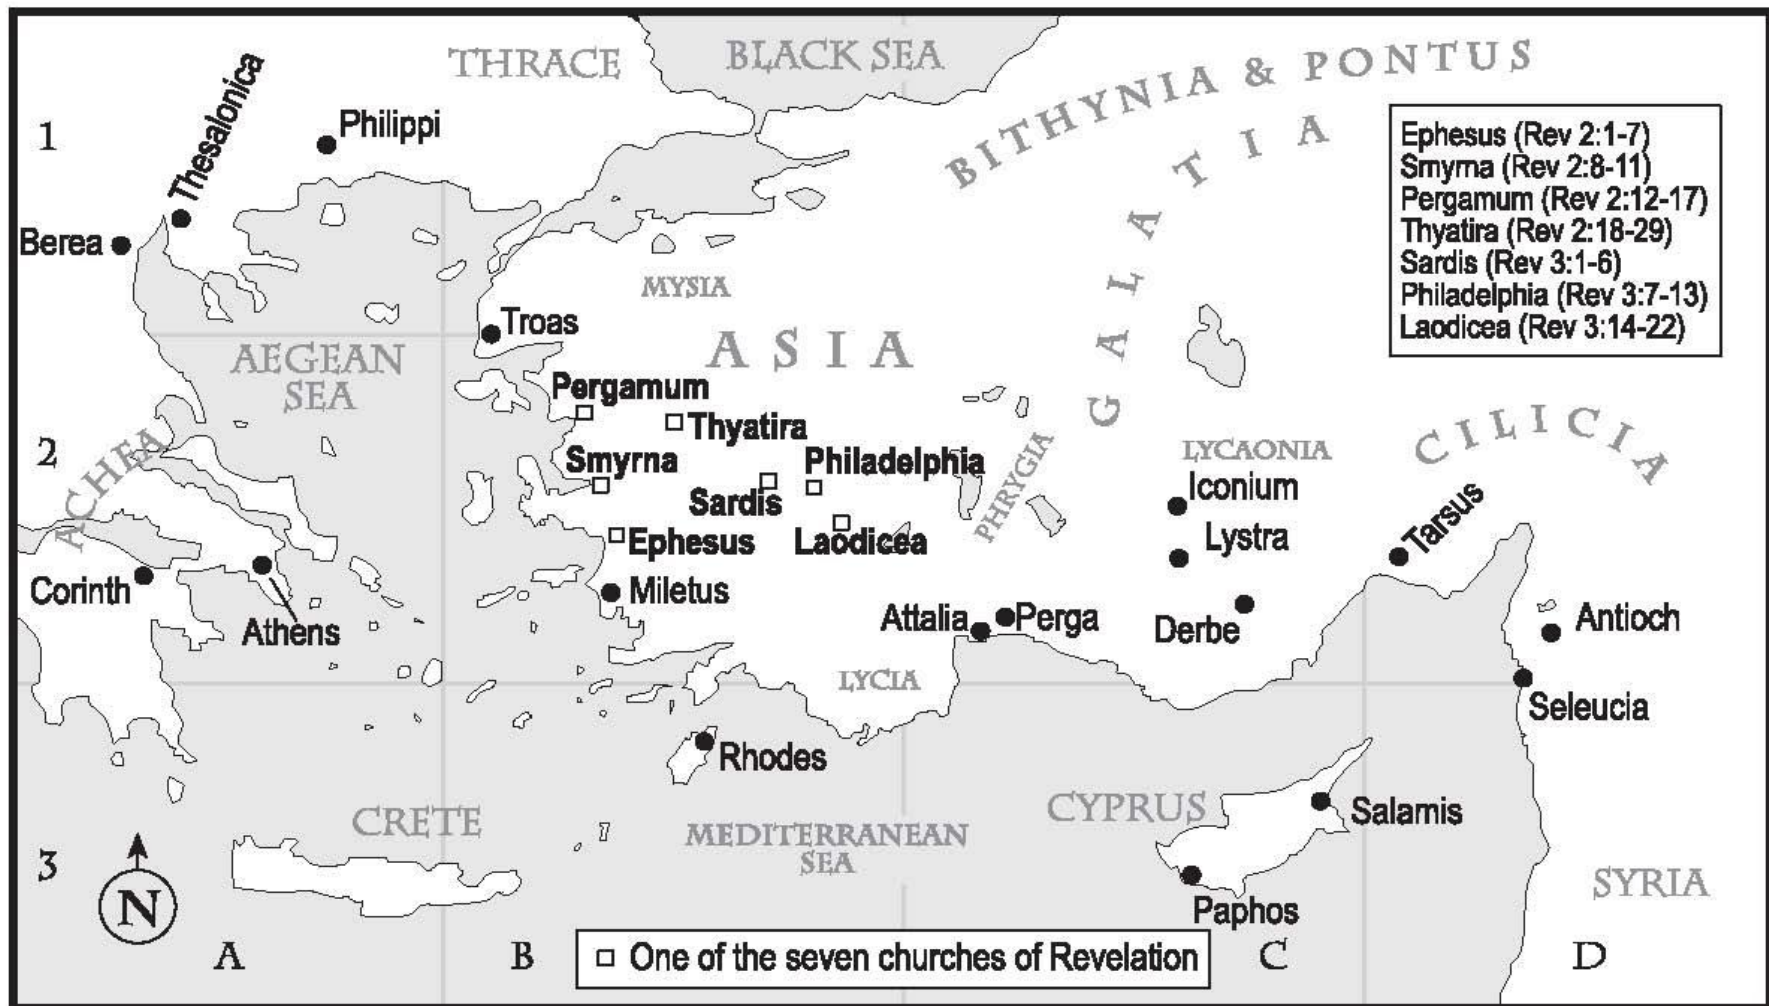 THRACE
BLACK SEA
BITHYNIA & PONTUS
GALATIA
1
Thesalonica
Philippi
Berea
Ephesus (Rev 2:1-7)
Smyrna (Rev 2:8-11)
Pergamum (Rev 2:12-17)
Thyatira (Rev 2:18-29)
Sardis (Rev 3:1-6)
Philadelphia (Rev 3:7-13)
Laodicea (Rev 3:14-22)
MYSIA
Troas
ASIA
AEGEAN
SEA
Pergamum
Thyatira
2
ACHEA
Smyrna
Philadelphia
Sardis
PHRYGIA
LYCAONIA
CILICIA
Iconium
Lystra
Tarsus
Ephesus
Laodicea
Corinth
Athens
Miletus
Attalia
Perga
Derbe
Antioch
LYCIA
Seleucia
Rhodes
CRETE
MEDITERRANEAN
SEA
CYPRUS
Salamis
3
N
Paphos
SYRIA
A
B
One of the seven churches of Revelation
C
D